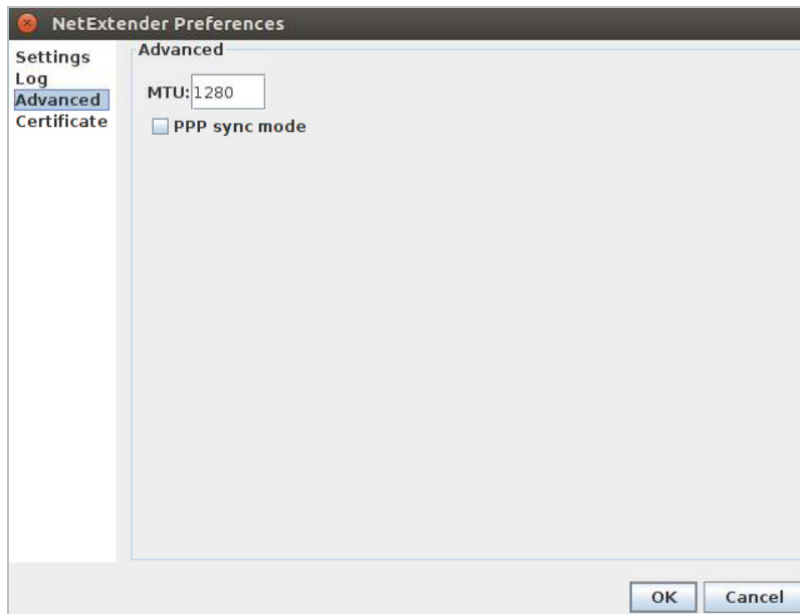 NetExtender Preferences
Settings
Log
Advanced
Certificate
Advanced
MTU: 1280
PPP sync mode
OK Cancel